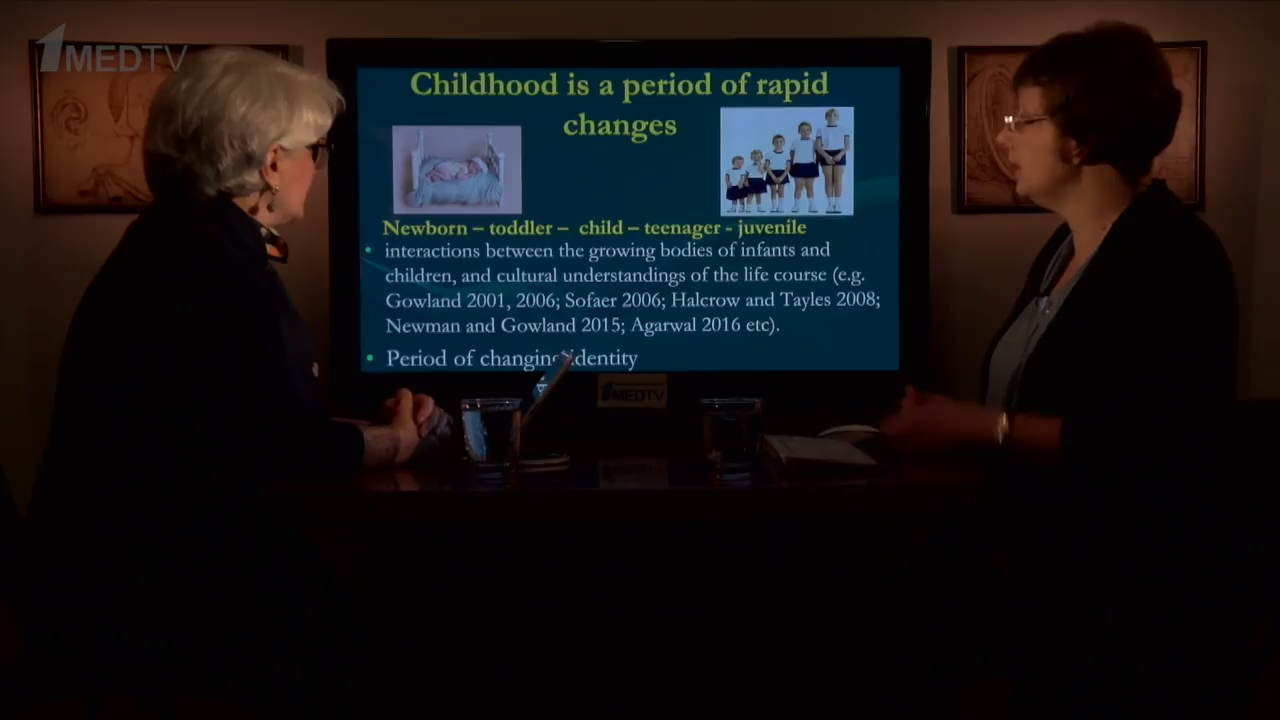 1MEDTV
Childhood is a period of rapid
changes
Newborn – toddler – child – teenager - juvenile
• interactions between the growing bodies of infants and
children, and cultural understandings of the life course (e.g.
Gowland 2001, 2006; Sofaer 2006; Halcrow and Tayles 2008;
Newman and Gowland 2015; Agarwal 2016 etc).
• Period of changing identity
1MEDTV